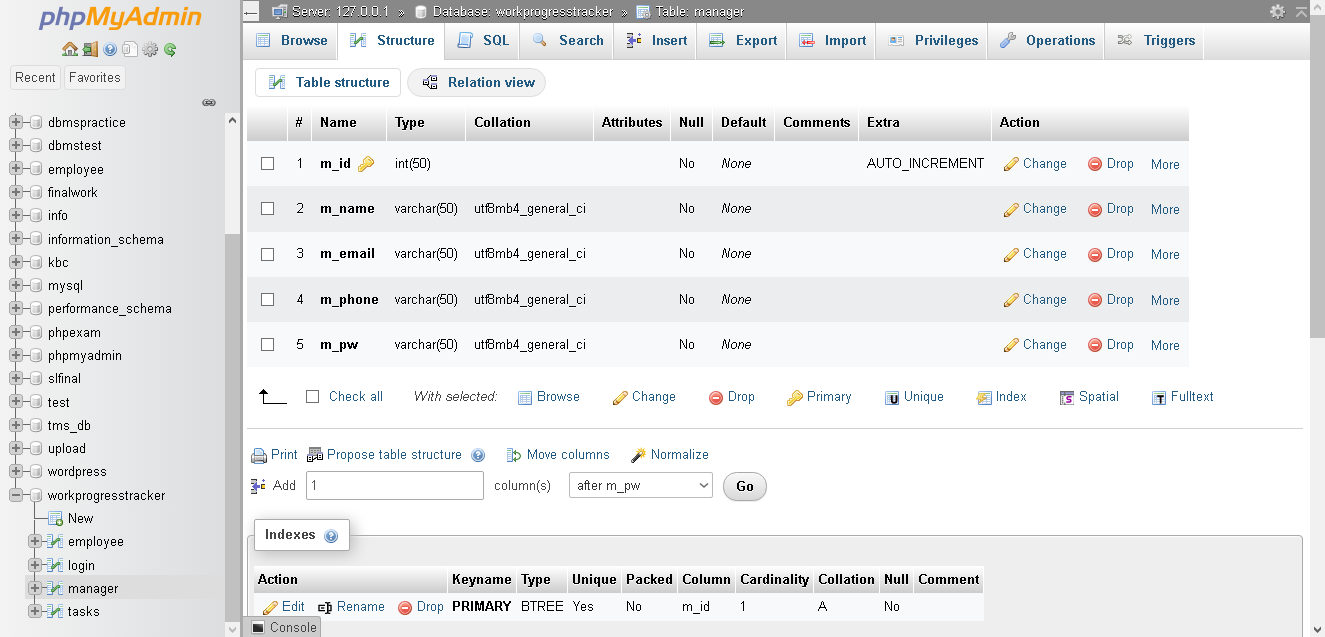 phpMyAdmin
Recent Favorites
dbmspractice
dbmstest
employee
finalwork
info
information_schema
kbc
mysql
performance_schema
phpexam
phpmyadmin
slfinal
test
tms_db
upload
wordpress
workprogresstracker
New
employee
login
manager
tasks
Server: 127.0.0.1 » Database: workprogresstracker » Table: manager
Browse Structure SQL Search Insert Export Import Privileges Operations Triggers
Table structure Relation view
# Name Type Collation Attributes Null Default Comments Extra Action
1 m_id int(50) No None AUTO_INCREMENT Change Drop More
2 m_name varchar(50) utf8mb4_general_ci No None Change Drop More
3 m_email varchar(50) utf8mb4_general_ci No None Change Drop More
4 m_phone varchar(50) utf8mb4_general_ci No None Change Drop More
5 m_pw varchar(50) utf8mb4_general_ci No None Change Drop More
Check all With selected: Browse Change Drop Primary Unique Index Spatial Fulltext
Print Propose table structure Move columns Normalize
Add 1 column(s) after m_pw Go
Indexes
Action Keyname Type Unique Packed Column Cardinality Collation Null Comment
Edit Rename Drop PRIMARY BTREE Yes No m_id 1 A No
Console